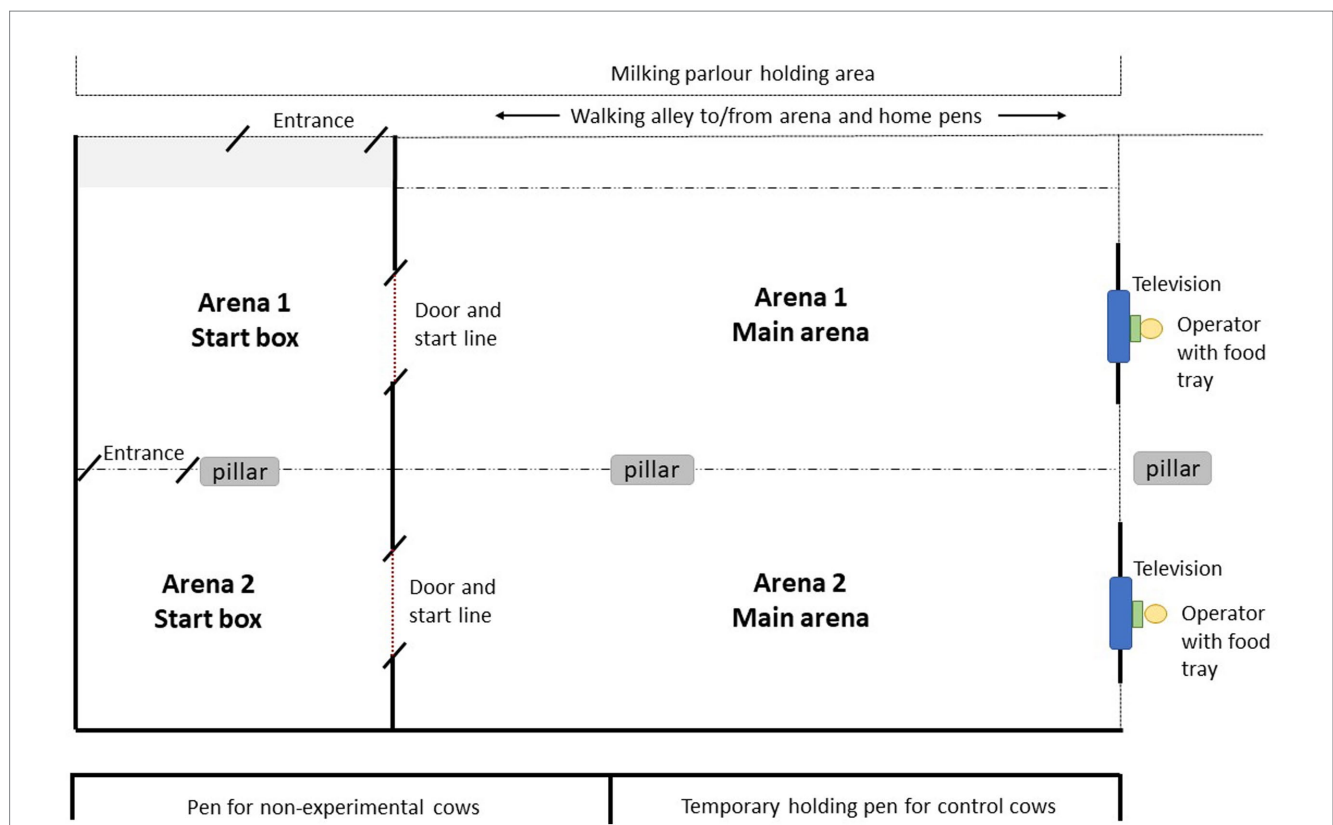 Milking parlour holding area
Walking alley to/from arena and home pens
Entrance
Arena 1
Start box
Door and
start line
Arena 1
Main arena
Television
Operator
with food
tray
Entrance
pillar
pillar
pillar
Arena 2
Start box
Door and
start line
Arena 2
Main arena
Television
Operator
with food
tray
Pen for non-experimental cows
Temporary holding pen for control cows